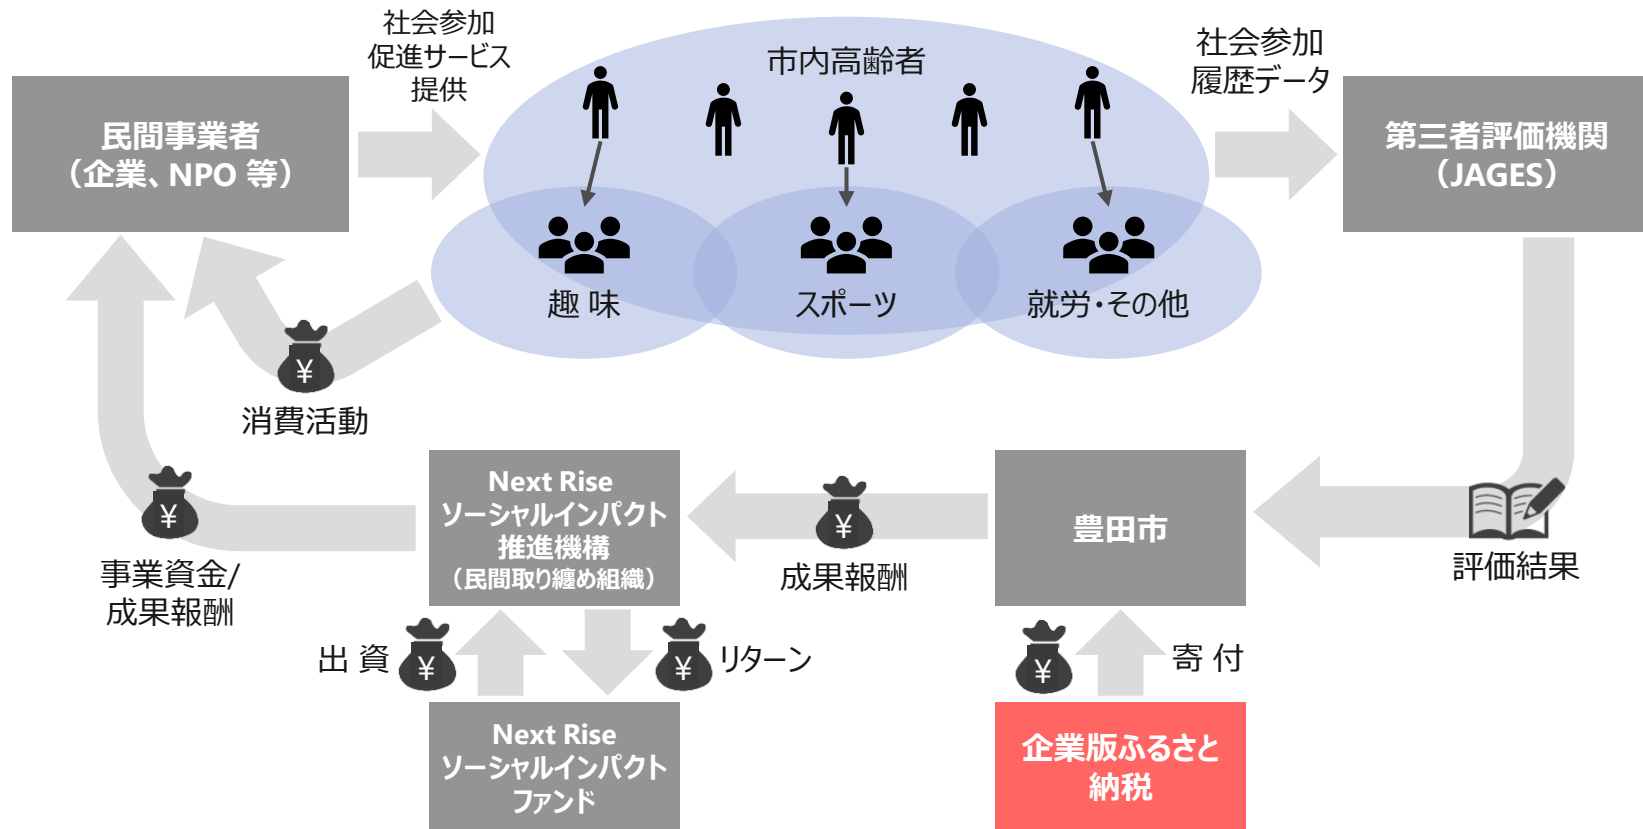 社会参加
促進サービス
提供
市内高齢者
社会参加
履歴データ
民間事業者
（企業、NPO 等）
第三者評価機関
（JAGES）
趣 味
スポーツ
就労・その他
¥
消費活動
Next Rise
ソーシャルインパクト
推進機構
（民間取り纏め組織）
¥
成果報酬
豊田市
評価結果
¥
事業資金/
成果報酬
出 資
¥
¥
リターン
¥
寄 付
Next Rise
ソーシャルインパクト
ファンド
企業版ふるさと
納税